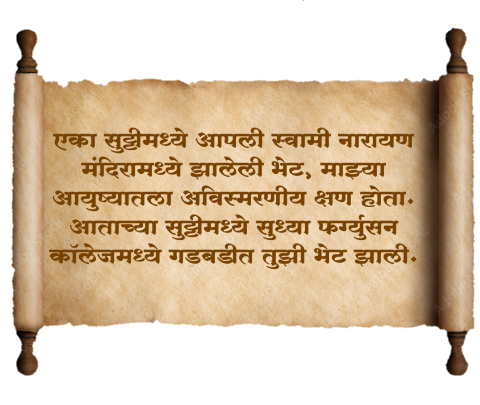 एका सुट्टीमध्ये आपली स्वामी नारायण
मंदिरामध्ये झालेली भेट, माझ्या
आयुष्यातला अविस्मरणीय क्षण होता.
आताच्या सुट्टीमध्ये सुध्या फर्ग्युसन
कॉलेजमध्ये गडबडीत तुझी भेट झाली.